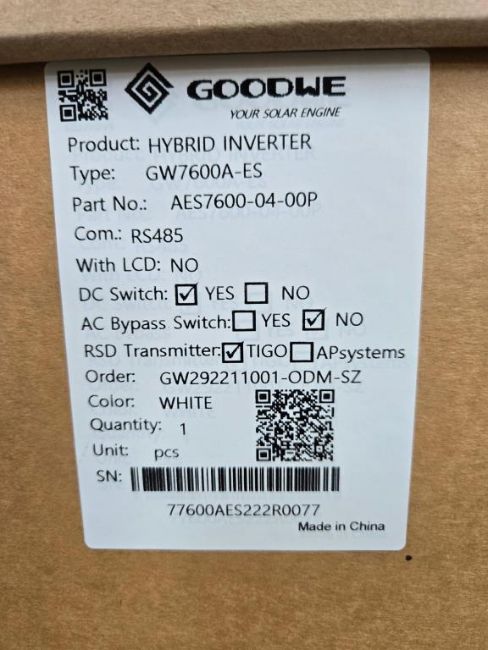 GOODWE
YOUR SOLAR ENGINE
Product: HYBRID INVERTER
Type: GW7600A-ES
Part No.: AES7600-04-00P
Com.: RS485
With LCD: NO
DC Switch: ☑ YES ☐ NO
AC Bypass Switch: ☐ YES ☑ NO
RSD Transmitter: ☑ TIGO ☐ APsystems
Order: GW292211001-ODM-SZ
Color: WHITE
Quantity: 1
Unit: pcs
SN:
77600AES222R0077
Made in China